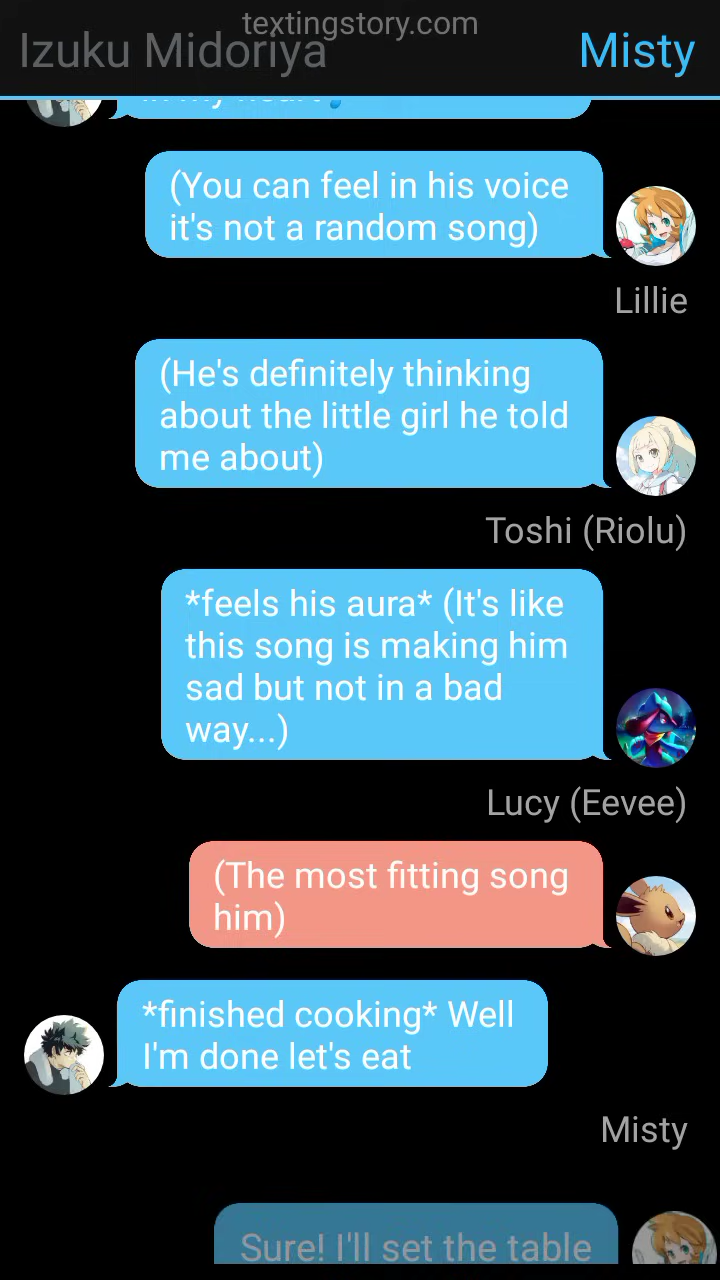 textingstory.com
Izuku Midoriya
Misty
in my heart
(You can feel in his voice
it's not a random song)
Lillie
(He's definitely thinking
about the little girl he told
me about)
Toshi (Riolu)
*feels his aura* (It's like
this song is making him
sad but not in a bad
way...)
Lucy (Eevee)
(The most fitting song
him)
*finished cooking* Well
I'm done let's eat
Misty
Sure! I'll set the table